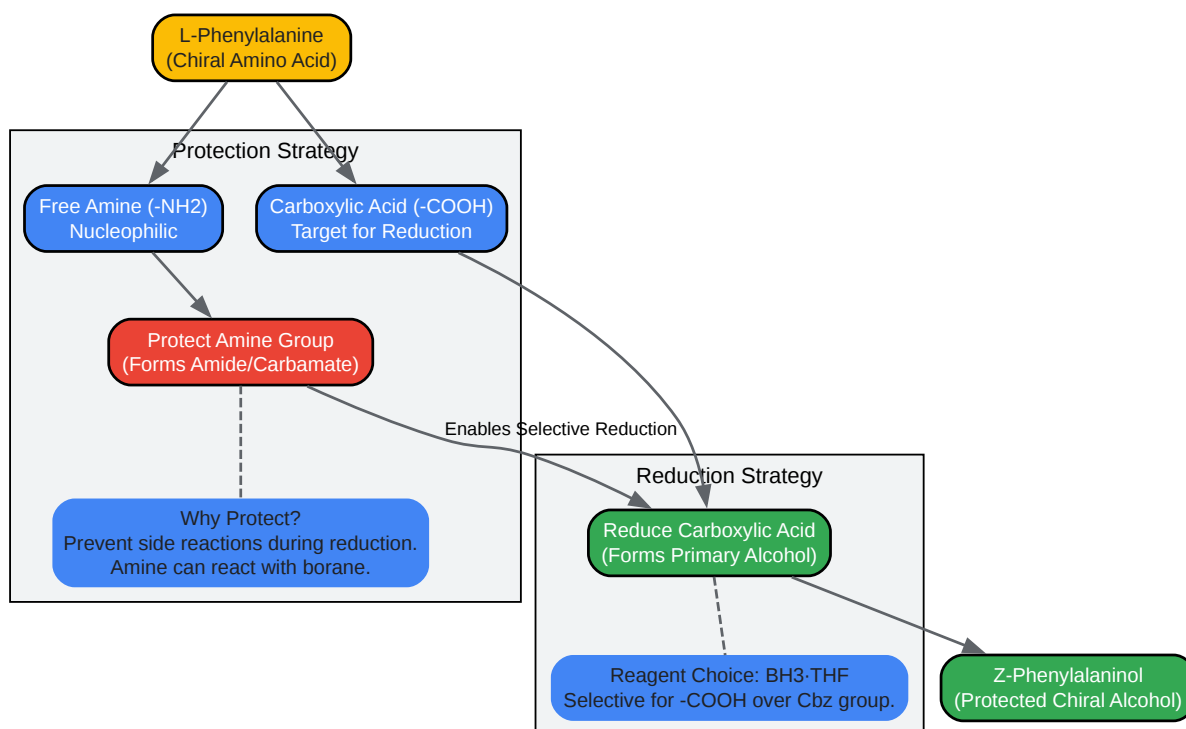 L-Phenylalanine
(Chiral Amino Acid)
Protection Strategy
Free Amine (-NH2)
Nucleophilic
Carboxylic Acid (-COOH)
Target for Reduction
Protect Amine Group
(Forms Amide/Carbamate)
Enables Selective Reduction
Why Protect?
Prevent side reactions during reduction.
Amine can react with borane.
Reduction Strategy
Reduce Carboxylic Acid
(Forms Primary Alcohol)
Reagent Choice: BH3·THF
Selective for -COOH over Cbz group.
Z-Phenylalaninol
(Protected Chiral Alcohol)